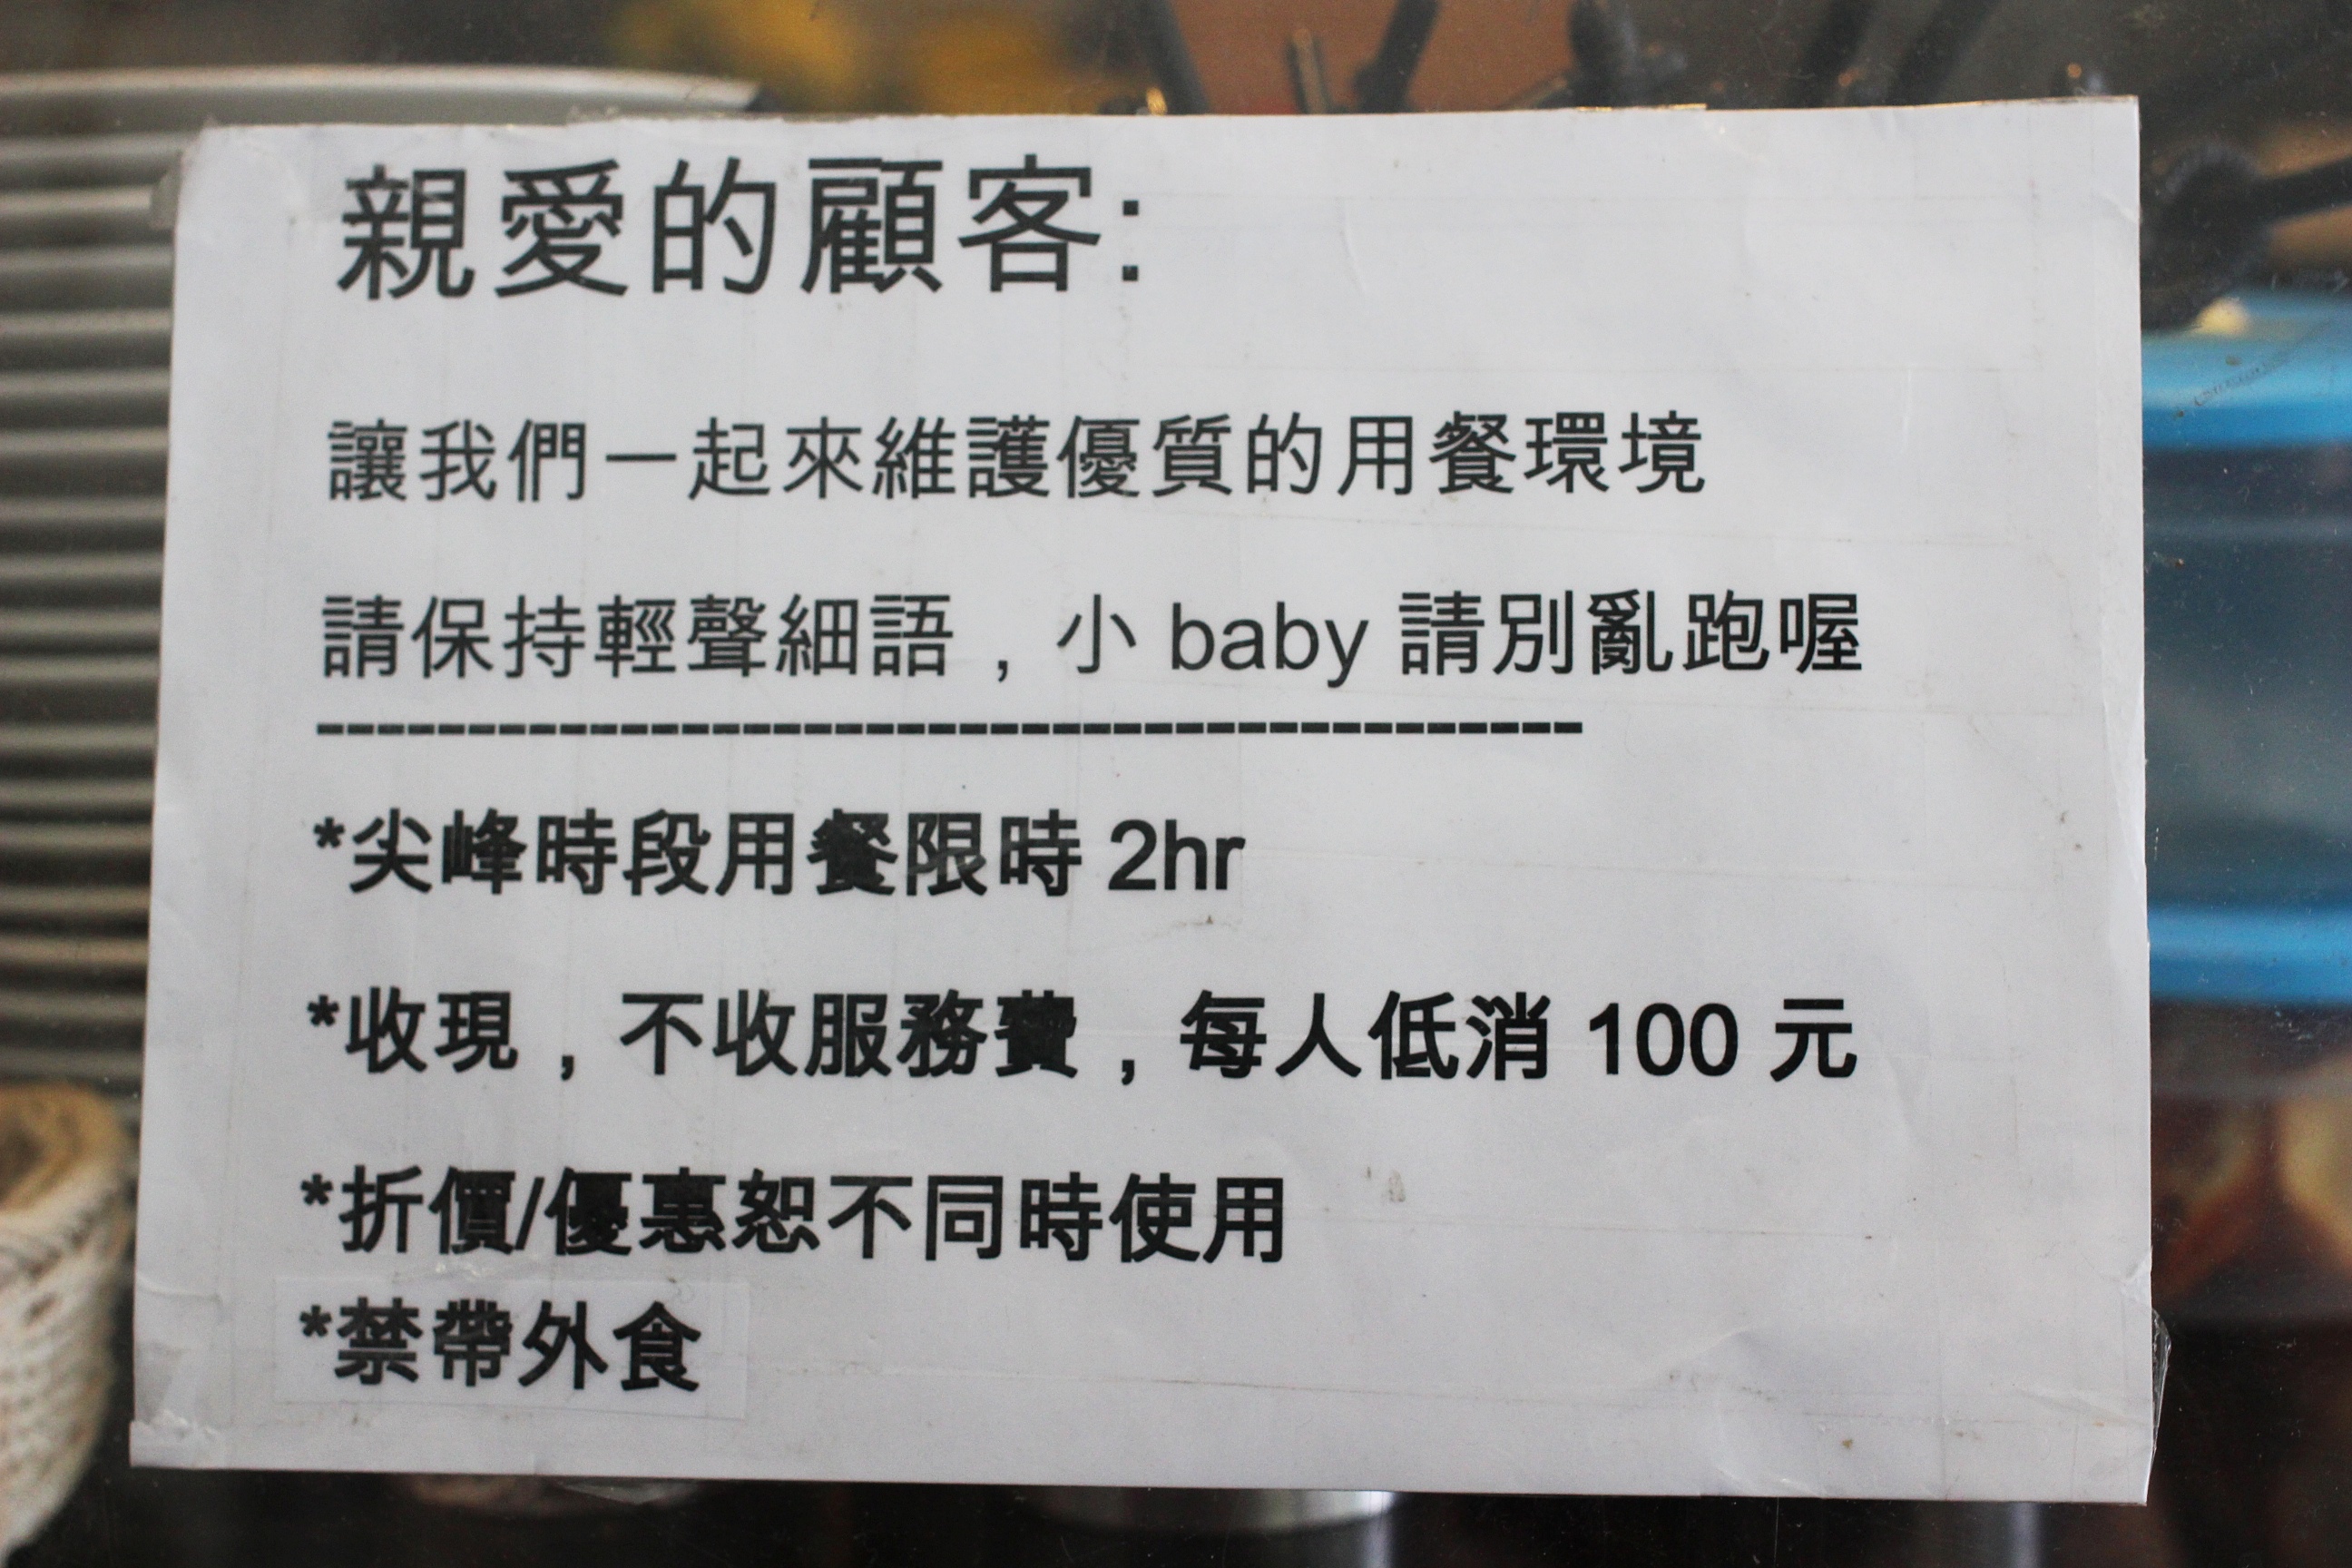 親愛的顧客:
讓我們一起來維護優質的用餐環境
請保持輕聲細語，小 baby 請別亂跑喔
-----------------------------------------
*尖峰時段用餐限時 2hr
*收現，不收服務費，每人低消 100 元
*折價/優惠恕不同時使用
*禁帶外食